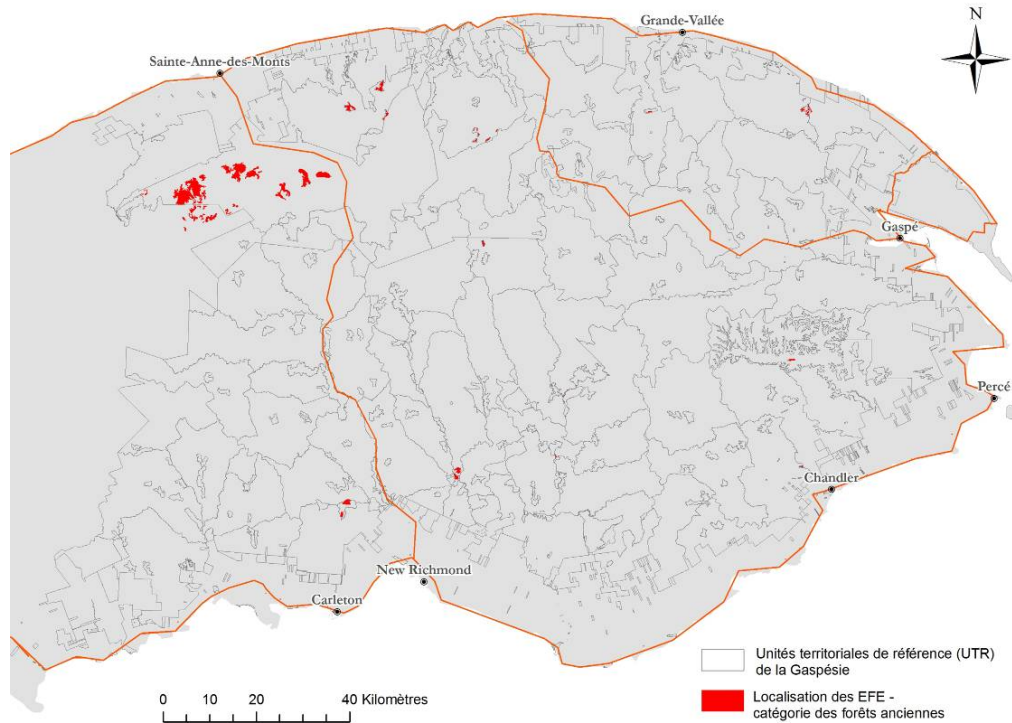 Grande-Vallée
N
Sainte-Anne-des-Monts
Gaspé
Percé
Chandler
New Richmond
Carleton
Unités territoriales de référence (UTR)
de la Gaspésie
0 10 20 40 Kilomètres
Localisation des EFE -
catégorie des forêts anciennes